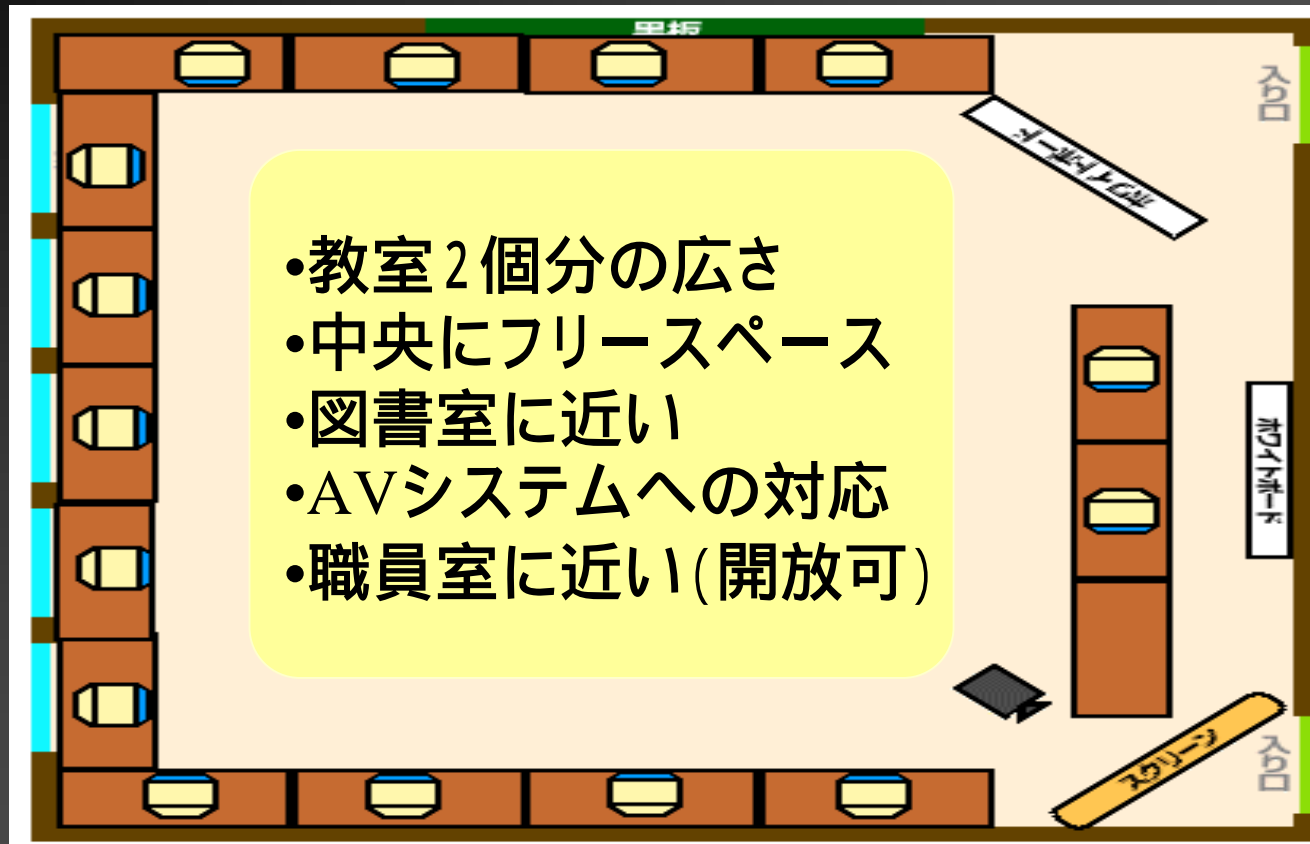 黒板
入り口
ホワイトボード
•教室2個分の広さ
•中央にフリースペース
•図書室に近い
•AVシステムへの対応
•職員室に近い(開放可)
ホワイトボード
スクリーン
入り口